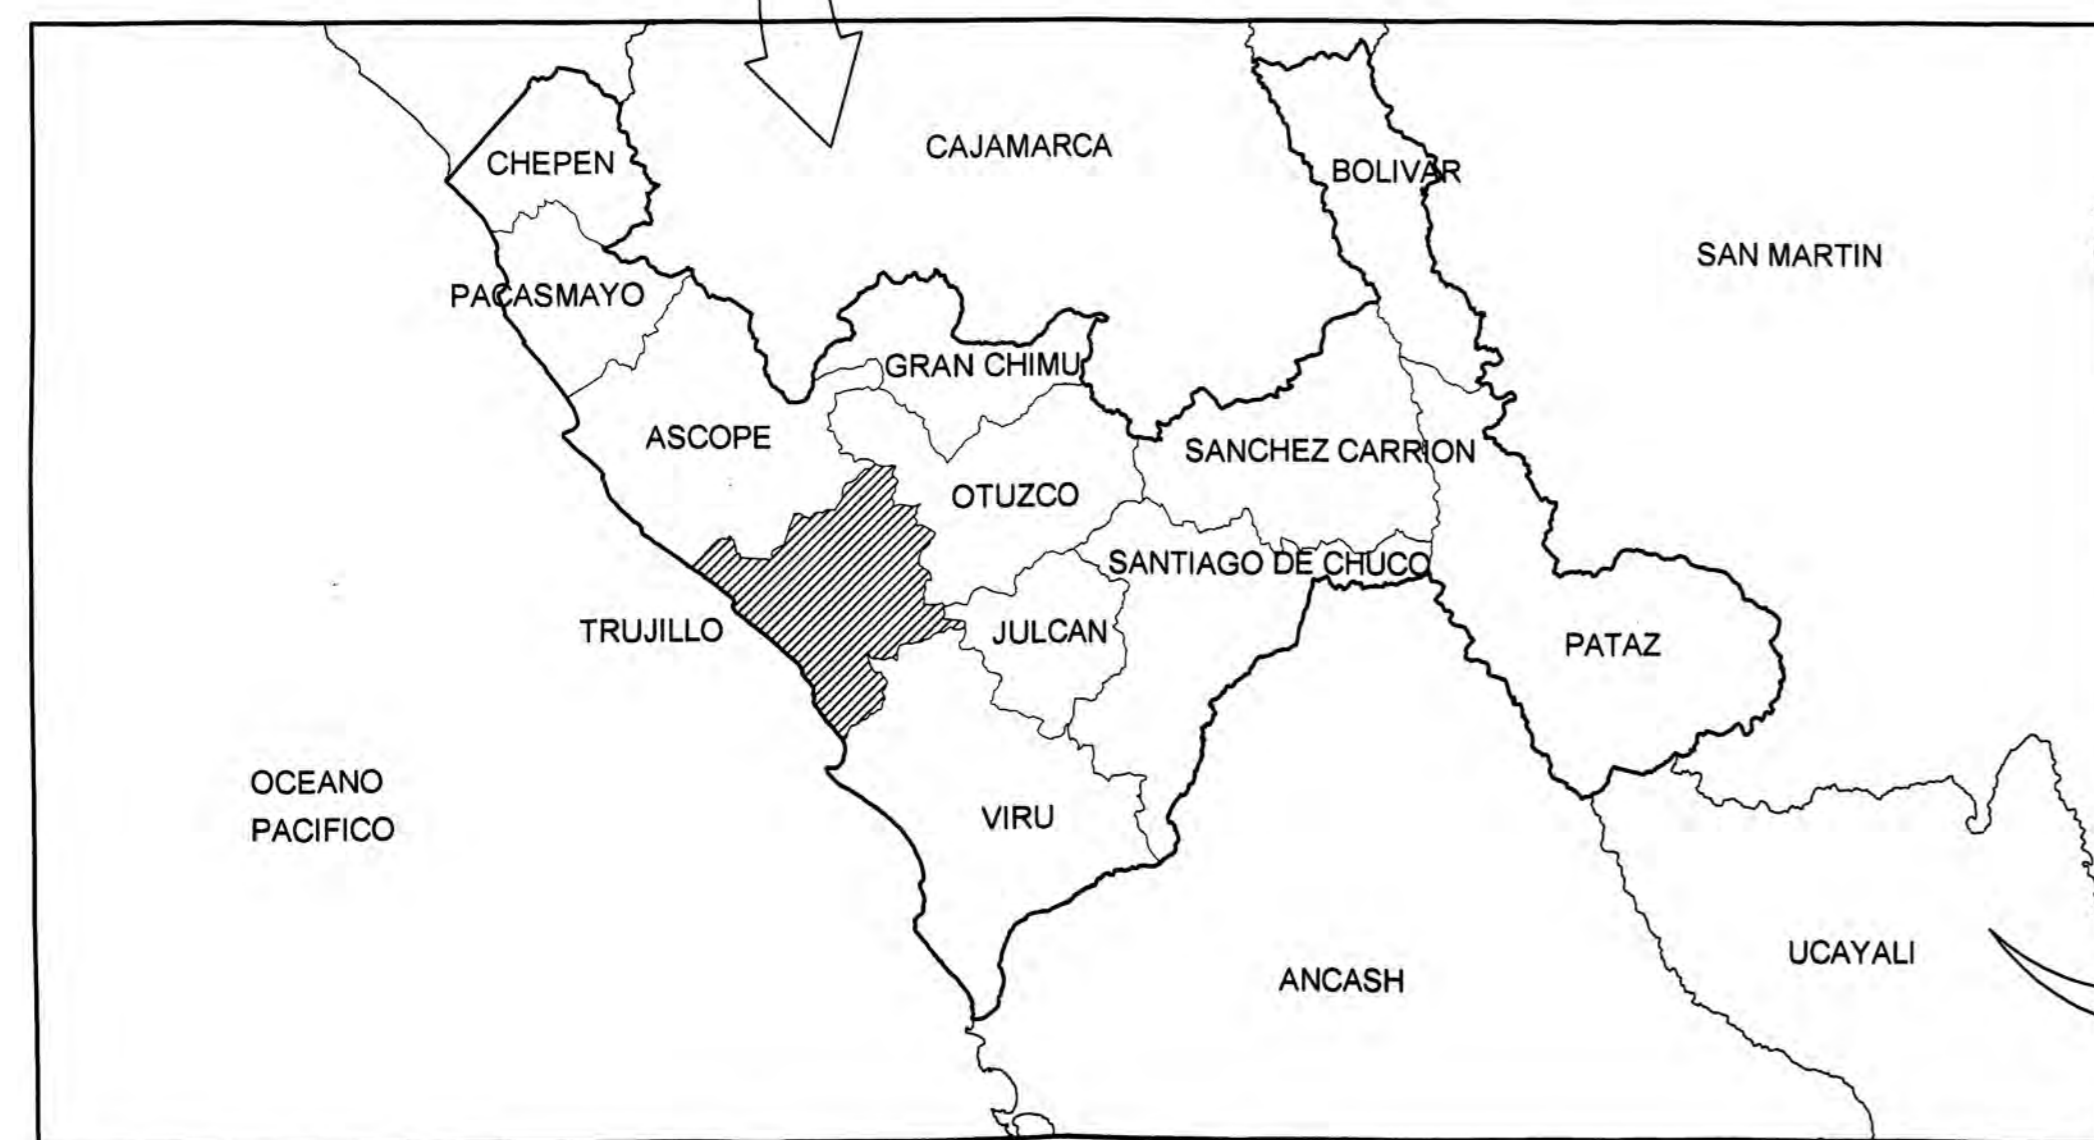 CAJAMARCA
CHEPEN
BOLIVAR
SAN MARTIN
PACASMAYO
GRAN CHIMU
ASCOPE
SANCHEZ CARRION
OTUZCO
SANTIAGO DE CHUCO
TRUJILLO
JULCAN
PATAZ
OCEANO
PACIFICO
VIRU
UCAYALI
ANCASH